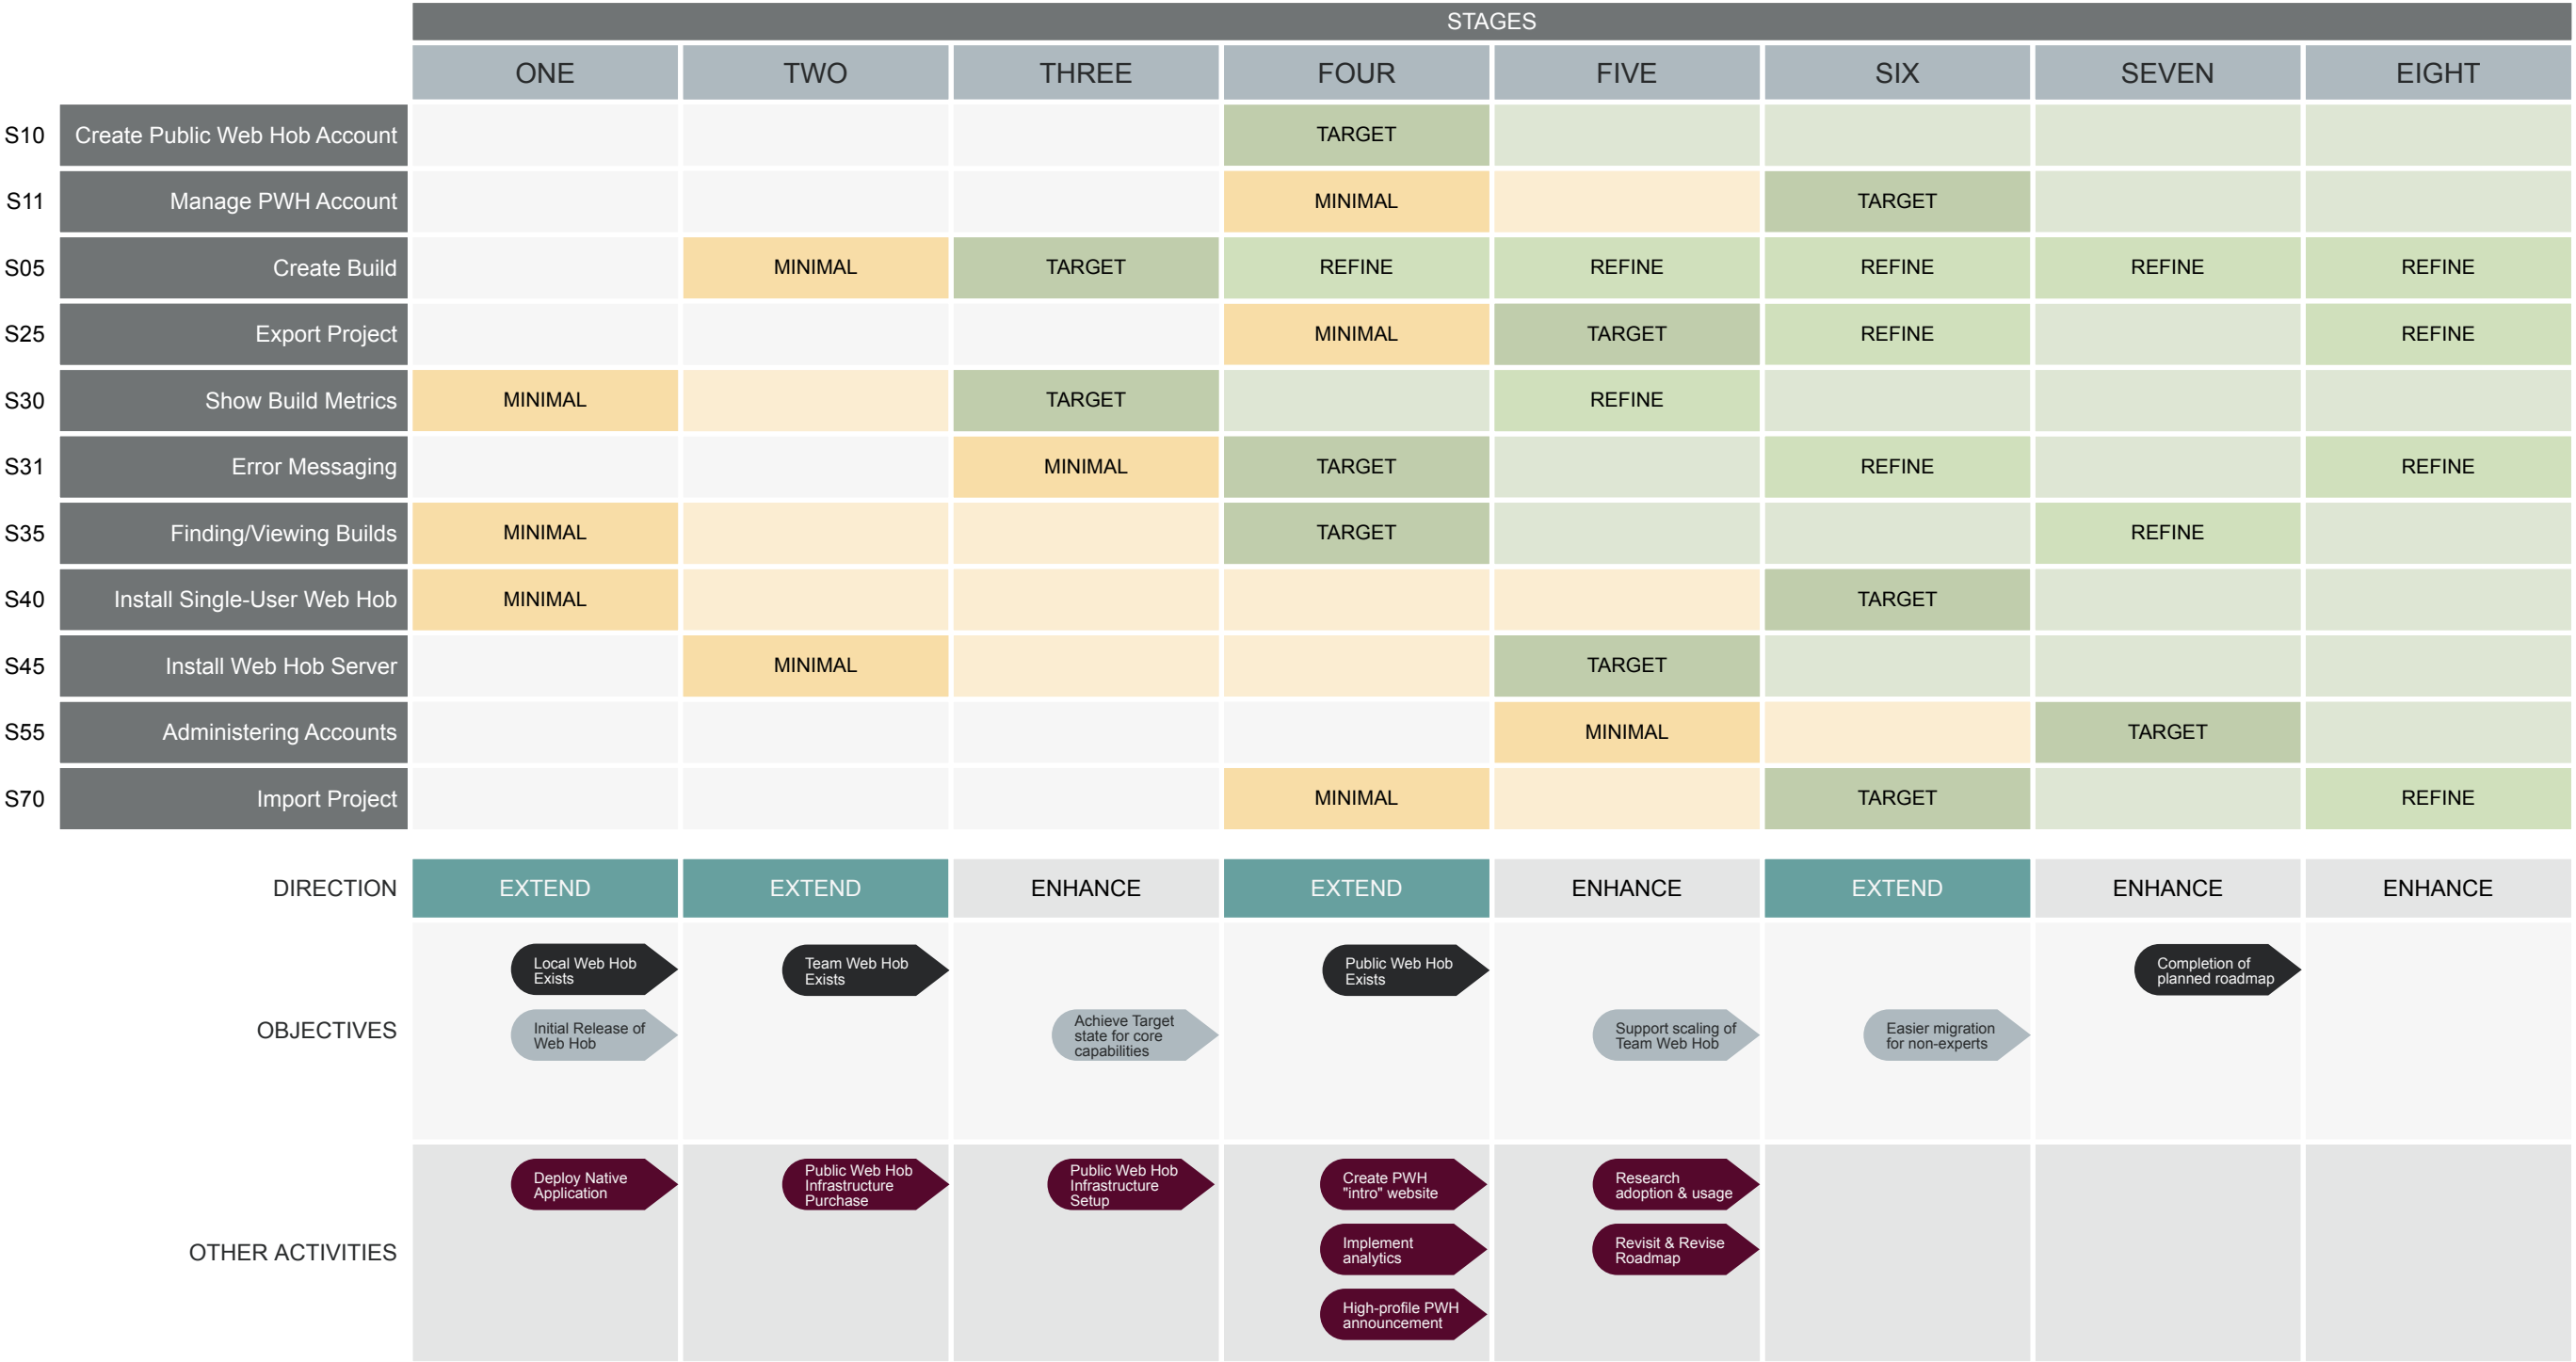 STAGES
ONE TWO THREE FOUR FIVE SIX SEVEN EIGHT
S10 Create Public Web Hob Account TARGET
S11 Manage PWH Account MINIMAL TARGET
S05 Create Build MINIMAL TARGET REFINE REFINE REFINE REFINE REFINE
S25 Export Project MINIMAL TARGET REFINE REFINE
S30 Show Build Metrics MINIMAL TARGET REFINE
S31 Error Messaging MINIMAL TARGET REFINE REFINE
S35 Finding/Viewing Builds MINIMAL TARGET REFINE
S40 Install Single-User Web Hob MINIMAL TARGET
S45 Install Web Hob Server MINIMAL TARGET
S55 Administering Accounts MINIMAL TARGET
S70 Import Project MINIMAL TARGET REFINE
DIRECTION EXTEND EXTEND ENHANCE EXTEND ENHANCE EXTEND ENHANCE ENHANCE
OBJECTIVES
Local Web Hob
Exists
Initial Release of
Web Hob
Team Web Hob
Exists
Achieve Target
state for core
capabilities
Public Web Hob
Exists
Support scaling of
Team Web Hob
Easier migration
for non-experts
Completion of
planned roadmap
OTHER ACTIVITIES
Deploy Native
Application
Public Web Hob
Infrastructure
Purchase
Public Web Hob
Infrastructure
Setup
Create PWH
"intro" website
Implement
analytics
High-profile PWH
announcement
Research
adoption & usage
Revisit & Revise
Roadmap